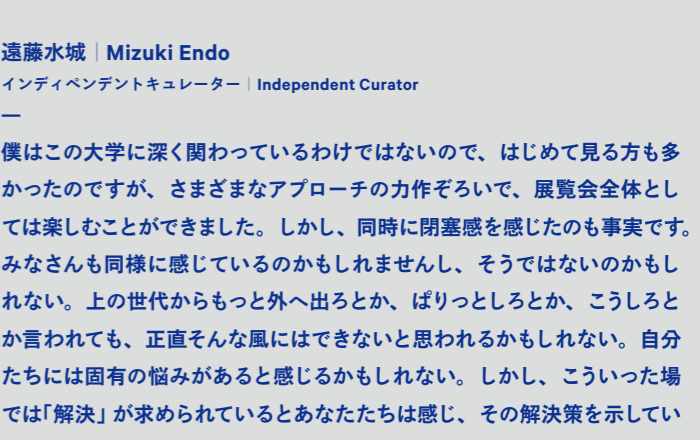 遠藤水城｜Mizuki Endo
インディペンデントキュレーター｜Independent Curator
—
僕はこの大学に深く関わっているわけではないので、はじめて見る方も多
かったのですが、さまざまなアプローチの力作ぞろいで、展覧会全体とし
ては楽しむことができました。しかし、同時に閉塞感を感じたのも事実です。
みなさんも同様に感じているのかもしれませんし、そうではないのかもし
れない。上の世代からもっと外へ出ろとか、ぱりっとしろとか、こうしろと
か言われても、正直そんな風にはできないと思われるかもしれない。自分
たちには固有の悩みがあると感じるかもしれない。しかし、こういった場
では「解決」が求められているとあなたたちは感じ、その解決策を示してい